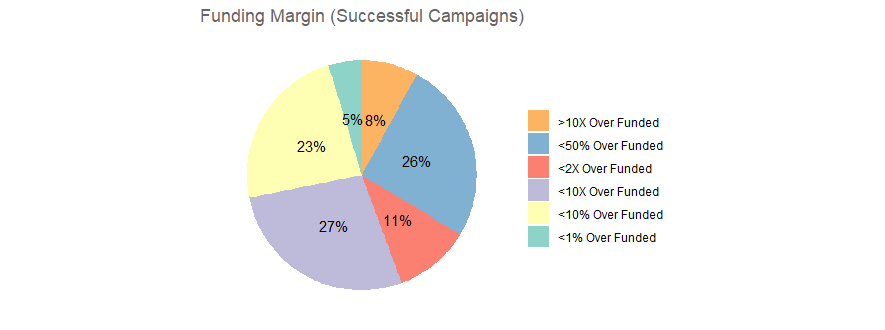 Funding Margin (Successful Campaigns)
5%
8%
23%
26%
11%
27%
>10X Over Funded
<50% Over Funded
<2X Over Funded
<10X Over Funded
<10% Over Funded
<1% Over Funded